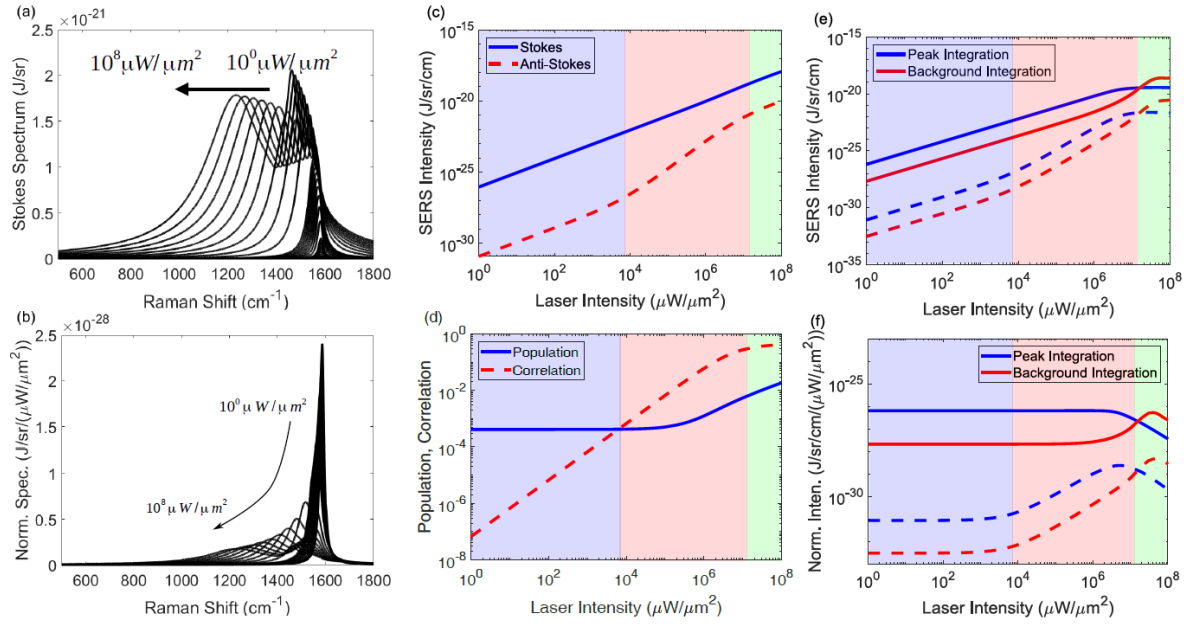 (a)
×10⁻²¹
2.5
2
1.5
1
0.5
0
10⁸μW/μm²
10⁰μW/μm²
Stokes Spectrum (J/sr)
600 800 1000 1200 1400 1600 1800
Raman Shift (cm⁻¹)
(b)
×10⁻²⁸
2.5
2
1.5
1
0.5
0
10⁰ μ W / μ m²
10⁸ μ W / μ m²
Norm. Spec. (J/sr/(μW/μm²))
600 800 1000 1200 1400 1600 1800
Raman Shift (cm⁻¹)
(c)
10⁻¹⁵
10⁻²⁰
10⁻²⁵
10⁻³⁰
Stokes
Anti-Stokes
SERS Intensity (J/sr/cm)
10⁰ 10² 10⁴ 10⁶ 10⁸
Laser Intensity (μW/μm²)
(d)
10⁰
10⁻²
10⁻⁴
10⁻⁶
10⁻⁸
Population
Correlation
Population, Correlation
10⁰ 10² 10⁴ 10⁶ 10⁸
Laser Intensity (μW/μm²)
(e)
10⁻¹⁵
10⁻²⁰
10⁻²⁵
10⁻³⁰
10⁻³⁵
Peak Integration
Background Integration
SERS Intensity (J/sr/cm)
10⁰ 10² 10⁴ 10⁶ 10⁸
Laser Intensity (μW/μm²)
(f)
10⁻²⁵
10⁻³⁰
Peak Integration
Background Integration
Norm. Inten. (J/sr/cm/(μW/μm²))
10⁰ 10² 10⁴ 10⁶ 10⁸
Laser Intensity (μW/μm²)